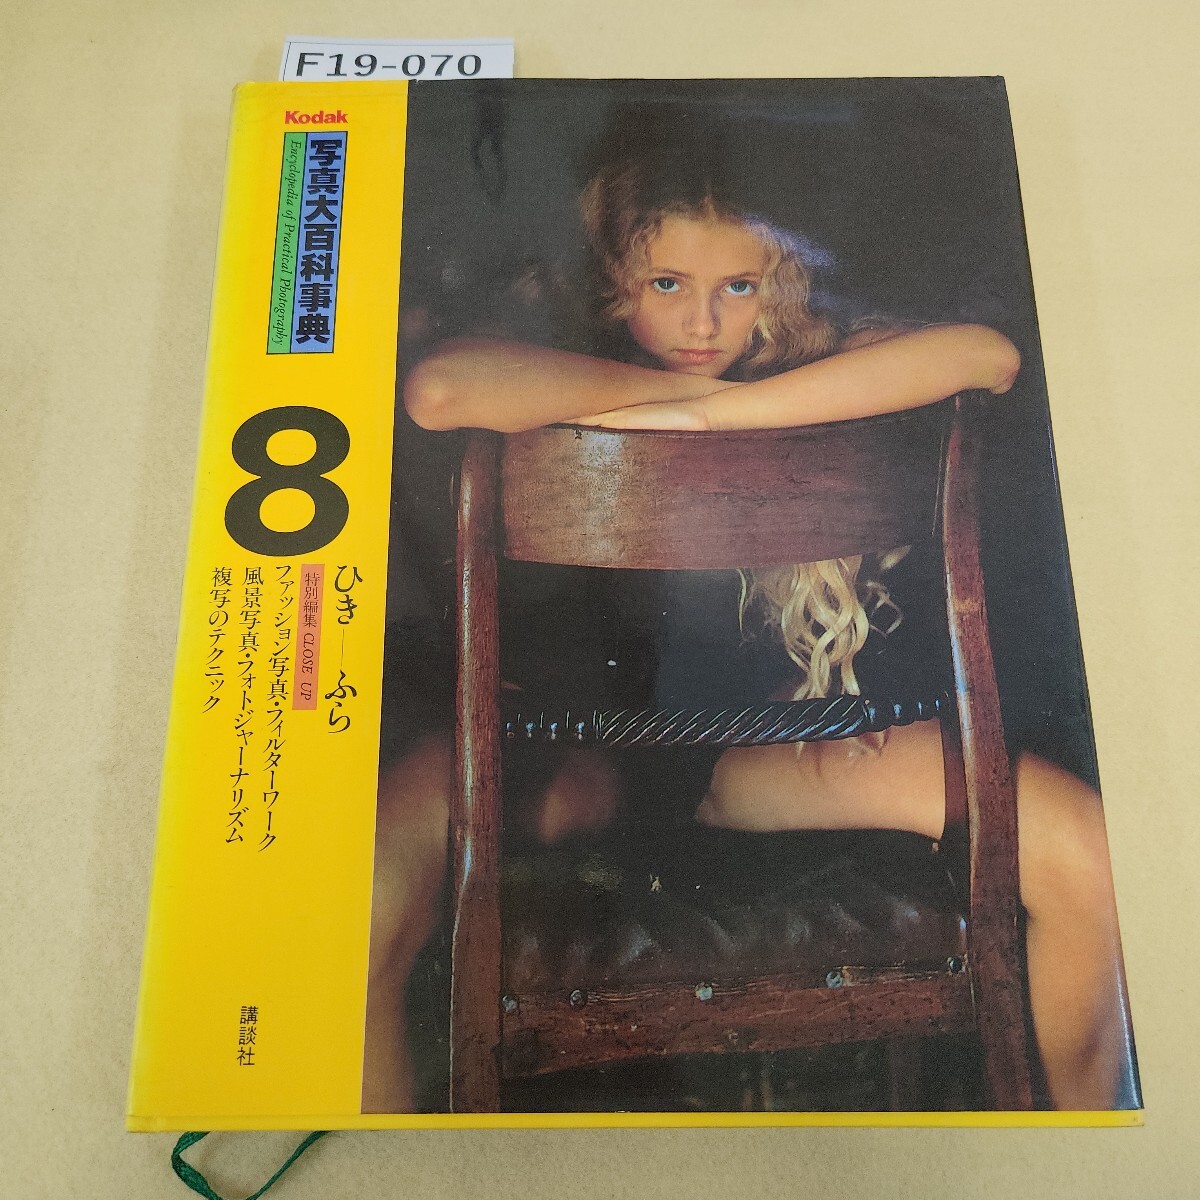 F19-070
Kodak
写真大百科事典
Encyclopedia of Practical Photography
8
ひき—ふら
特別編集 CLOSE UP
ファッション写真・フィルターワーク
風景写真・フォトジャーナリズム
複写のテクニック
講談社